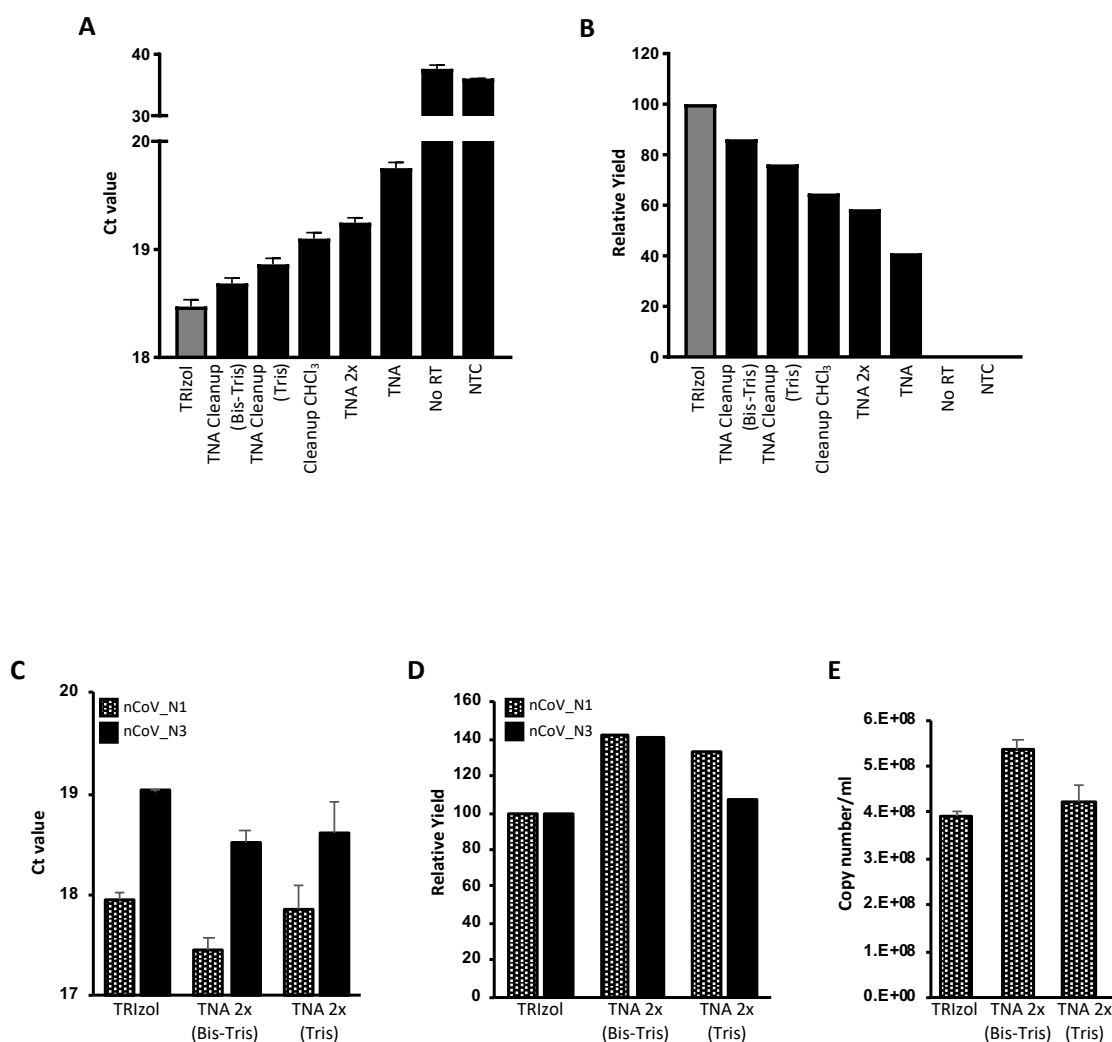 A
40
30
20
19
18
Ct value
TRIzol
TNA Cleanup
(Bis-Tris)
TNA Cleanup
(Tris)
Cleanup CHCl₃
TNA 2x
TNA
No RT
NTC
B
120
100
80
60
40
20
0
Relative Yield
TRIzol
TNA Cleanup
(Bis-Tris)
TNA Cleanup
(Tris)
Cleanup CHCl₃
TNA 2x
TNA
No RT
NTC
C
20
19
18
17
Ct value
nCoV_N1
nCoV_N3
TRIzol
TNA 2x
(Bis-Tris)
TNA 2x
(Tris)
D
160
140
120
100
80
60
40
20
0
Relative Yield
nCoV_N1
nCoV_N3
TRIzol
TNA 2x
(Bis-Tris)
TNA 2x
(Tris)
E
6.E+08
5.E+08
4.E+08
3.E+08
2.E+08
1.E+08
0.E+00
Copy number/ml
TRIzol
TNA 2x
(Bis-Tris)
TNA 2x
(Tris)